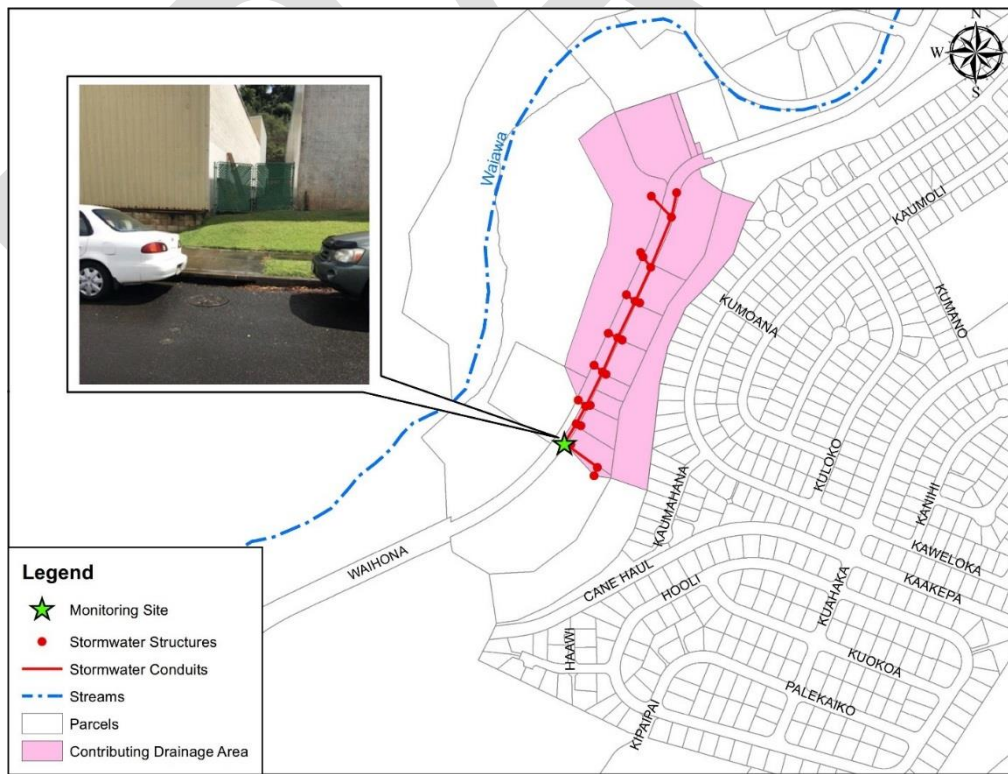 N
W
E
S
Waiawa
KAUMOLI
KUMANO
KUMOANA
KULOKO
KANIHI
KAUMAHANA
WAIHONA
CANE HAUL
HOOLI
KUAHAKA
KAWELOKA
KAAKEPA
HAAWI
KUOKOA
PALEKAIKO
KIPAIPAI
Legend
Monitoring Site
Stormwater Structures
Stormwater Conduits
Streams
Parcels
Contributing Drainage Area